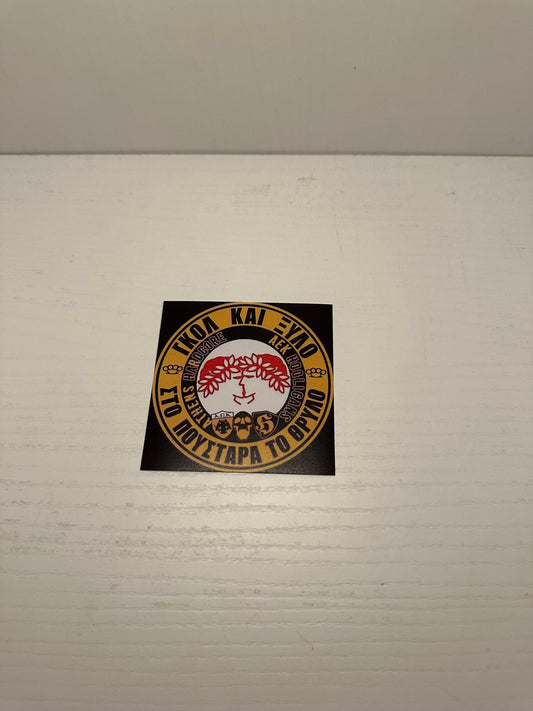 ΓΚΟΛ ΚΑΙ ΞΥΛΟ
ΣΤΟ ΠΟΥΣΤΑΡΑ ΤΟ ΘΡΥΛΟ
ATHENS HARDCORE
AEK HOOLIGANS